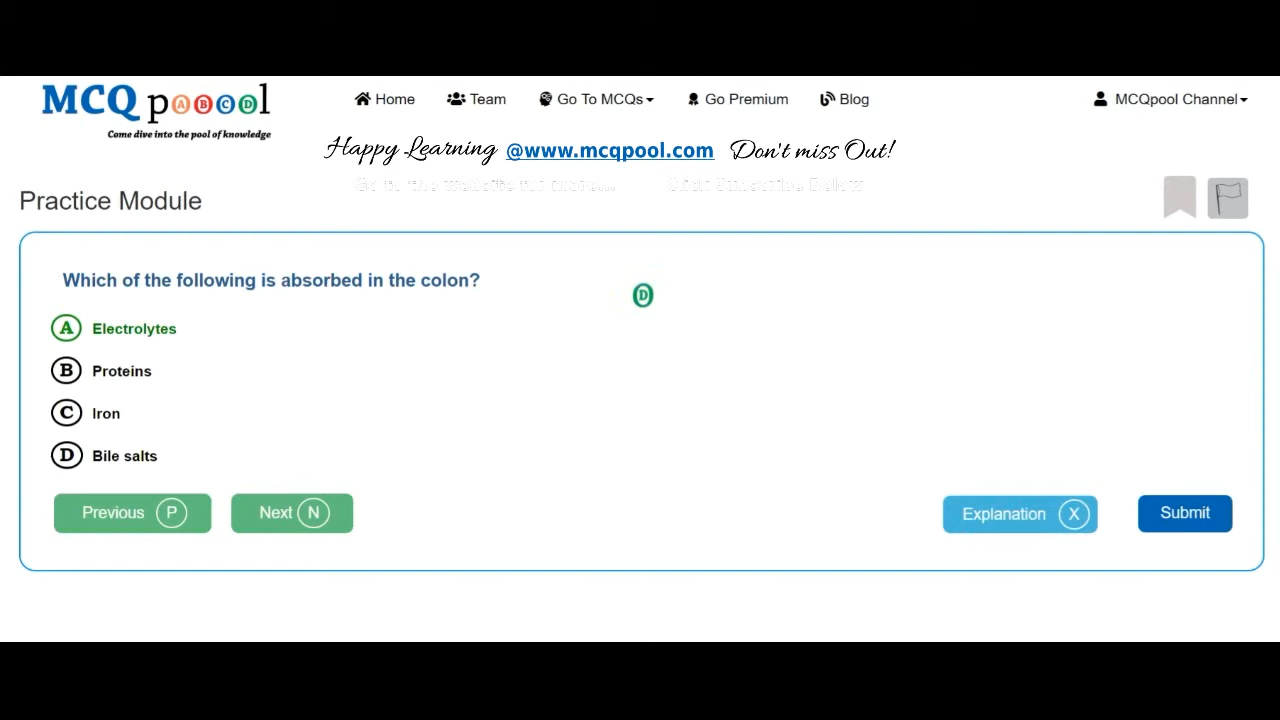 MCQ pooool
Come dive into the pool of knowledge
Home Team Go To MCQs Go Premium Blog MCQpool Channel
Happy Learning @www.mcqpool.com Don't miss Out!
Practice Module
Which of the following is absorbed in the colon?
D
A Electrolytes
B Proteins
C Iron
D Bile salts
Previous P Next N Explanation X Submit